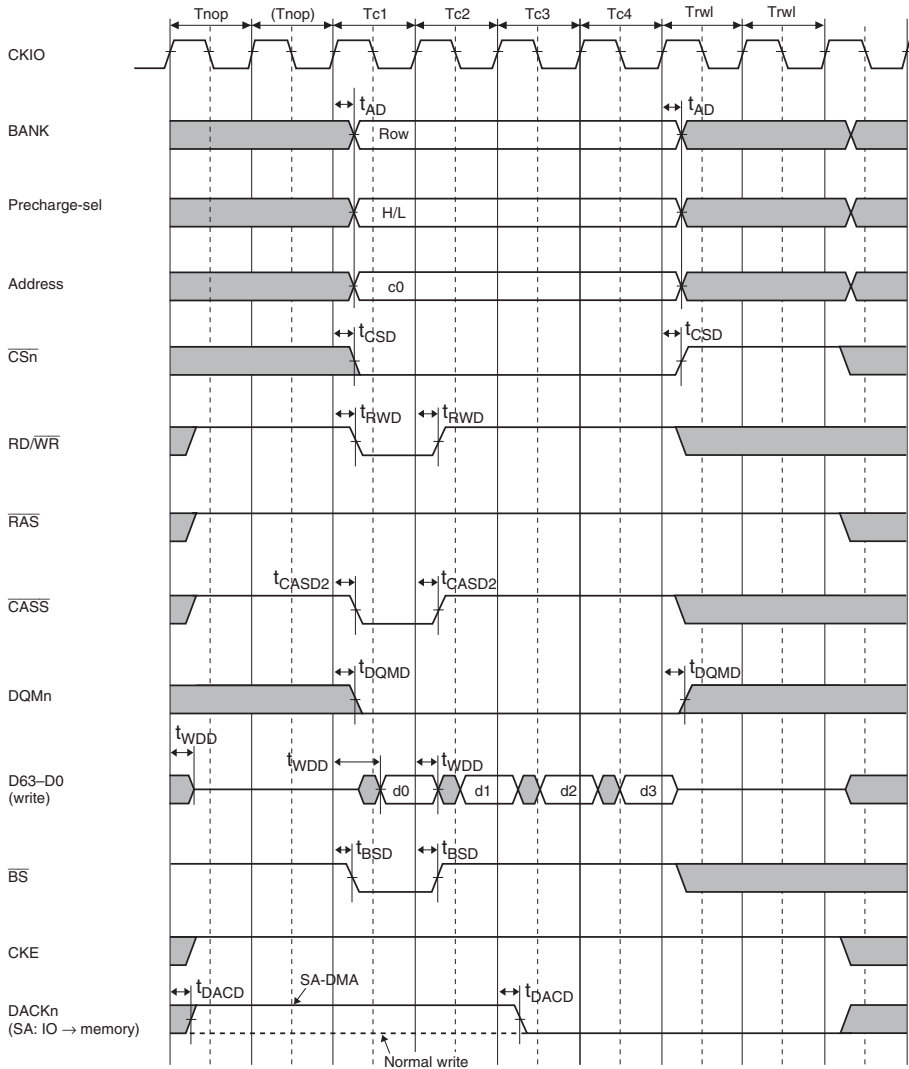 Tnop (Tnop) Tc1 Tc2 Tc3 Tc4 Trwl Trwl
CKIO
tAD tAD
BANK Row
Precharge-sel H/L
Address c0
tCSD tCSD
CSn
tRWD tRWD
RD/WR
RAS
tCASD2 tCASD2
CASS
tDQMD tDQMD
DQMn
tWDD tWDD tWDD
D63–D0
(write) d0 d1 d2 d3
tBSD tBSD
BS
CKE
tDACD SA-DMA tDACD
DACKn
(SA: IO → memory)
Normal write